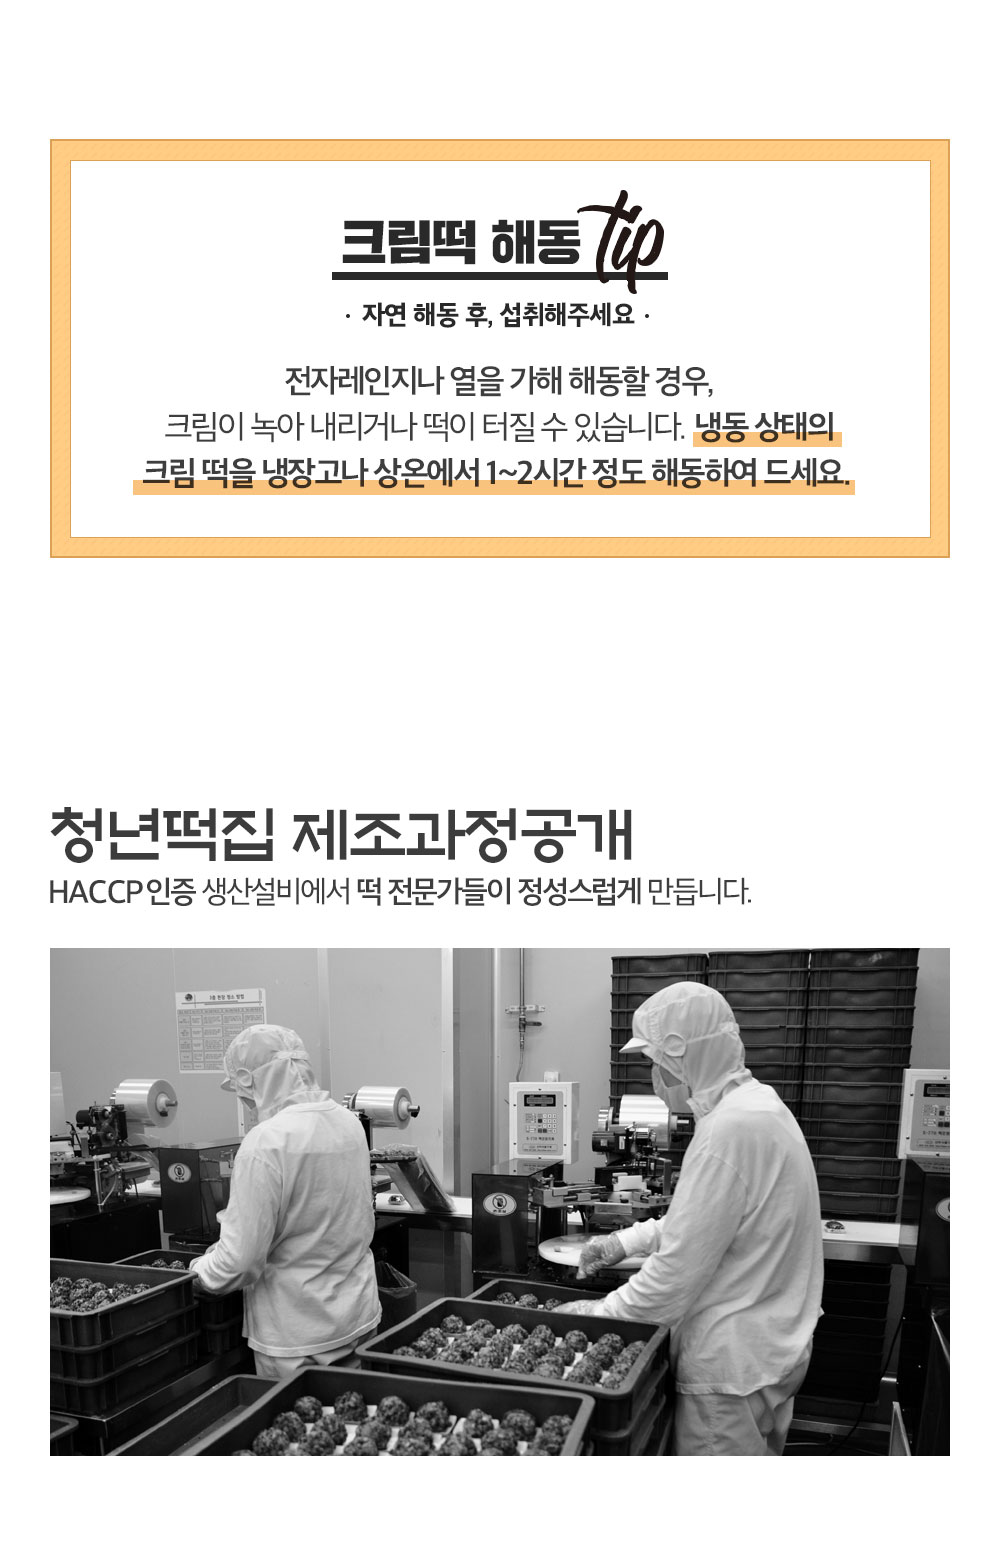 크림떡 해동 tip
· 자연 해동 후, 섭취해주세요 ·
전자레인지나 열을 가해 해동할 경우,
크림이 녹아 내리거나 떡이 터질 수 있습니다. 냉동 상태의
크림 떡을 냉장고나 상온에서 1~2시간 정도 해동하여 드세요.
청년떡집 제조과정공개
HACCP인증 생산설비에서 떡 전문가들이 정성스럽게 만듭니다.